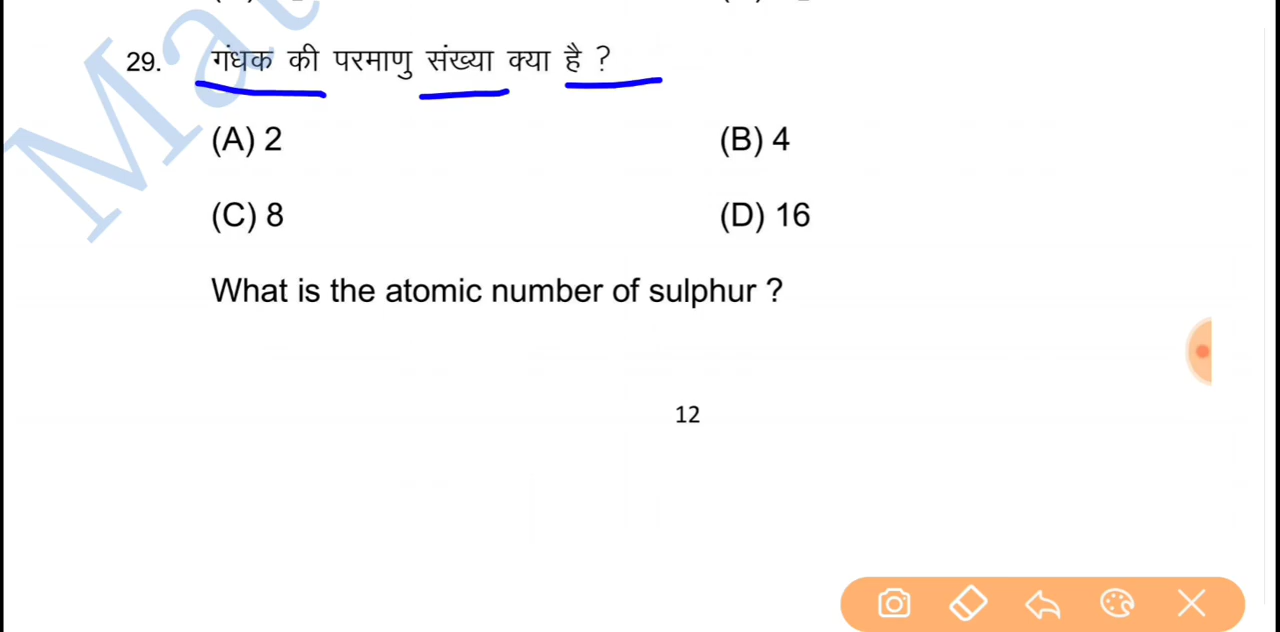 29. गंधक की परमाणु संख्या क्या है ?
(A) 2 (B) 4
(C) 8 (D) 16
What is the atomic number of sulphur ?
12